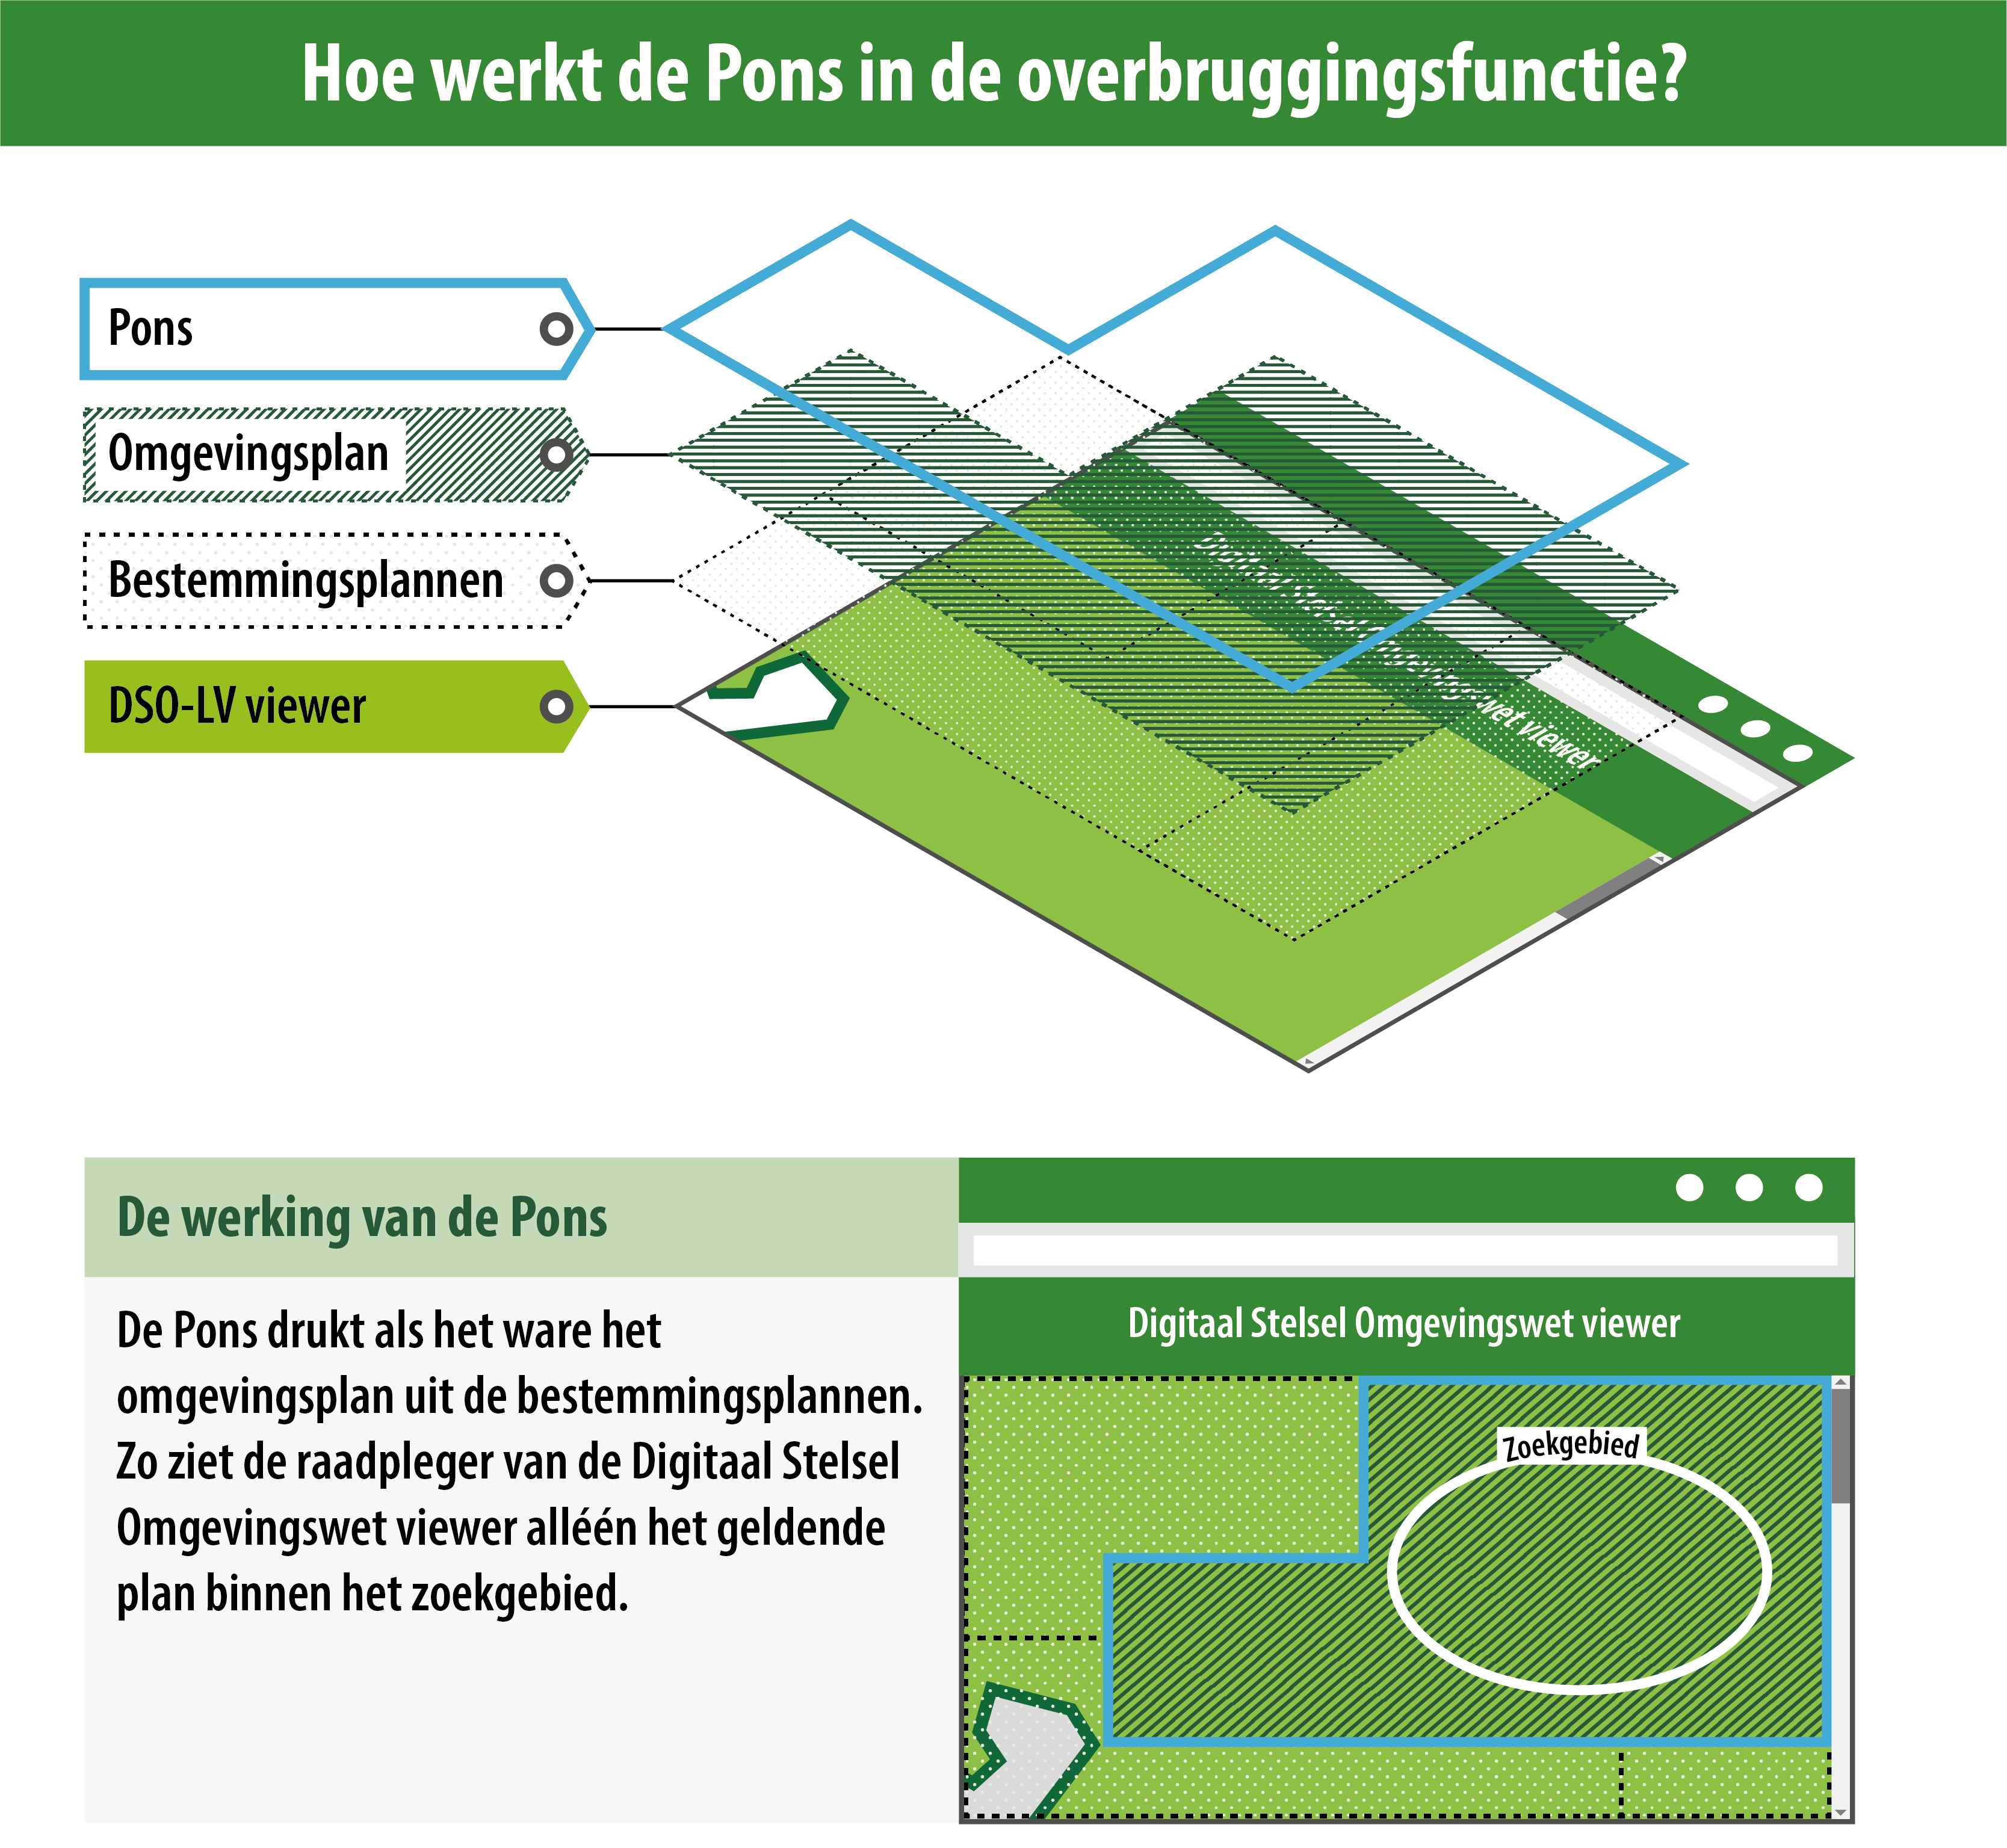 Hoe werkt de Pons in de overbruggingsfunctie?
Pons
Omgevingsplan
Bestemmingsplannen
DSO-LV viewer
Digitaal Stelsel Omgevingswet viewer
De werking van de Pons
De Pons drukt als het ware het
omgevingsplan uit de bestemmingsplannen.
Zo ziet de raadpleger van de Digitaal Stelsel
Omgevingswet viewer alléén het geldende
plan binnen het zoekgebied.
Digitaal Stelsel Omgevingswet viewer
Zoekgebied